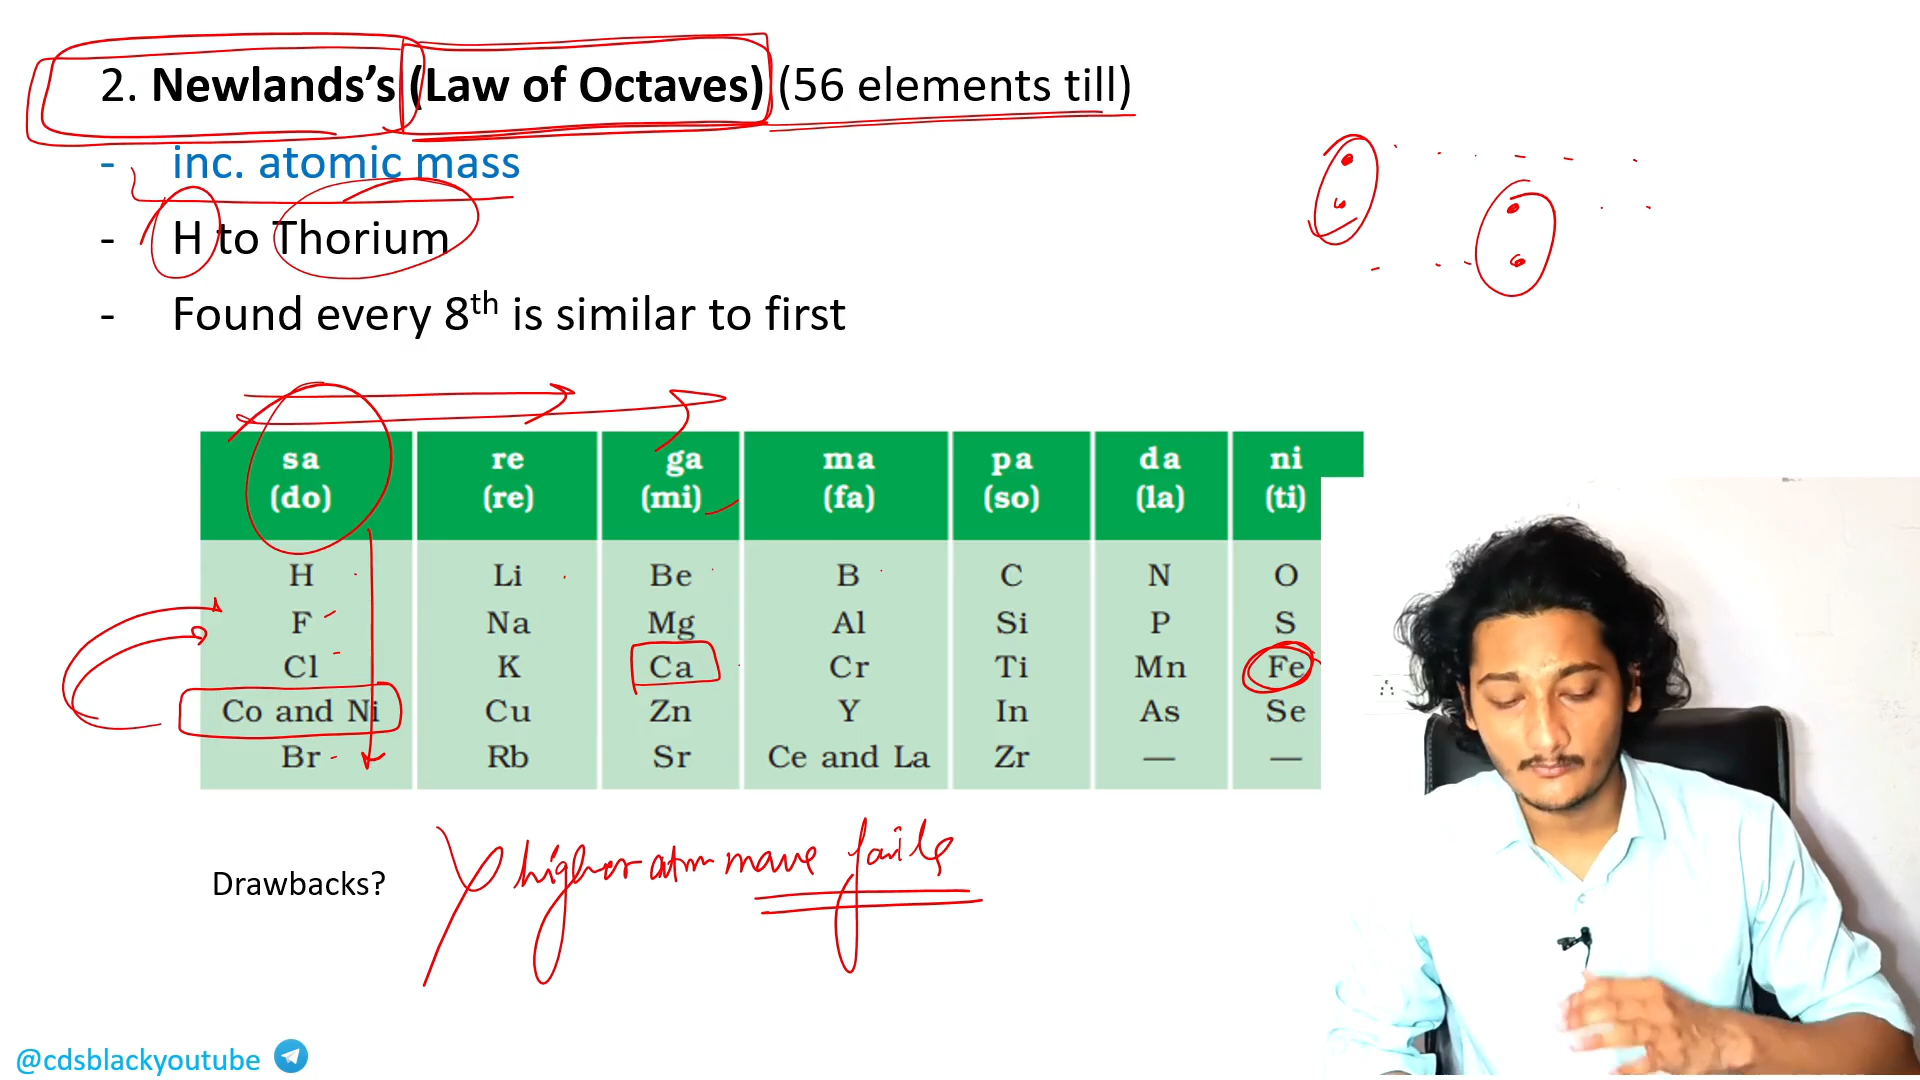 2. Newlands’s (Law of Octaves) (56 elements till)
- inc. atomic mass
- H to Thorium
- Found every 8th is similar to first
sa re ga ma pa da ni
(do) (re) (mi) (fa) (so) (la) (ti)
H Li Be B C N O
F Na Mg Al Si P S
Cl K Ca Cr Ti Mn Fe
Co and Ni Cu Zn Y In As Se
Br Rb Sr Ce and La Zr — —
Drawbacks? higher fails
@cdsblackyoutube